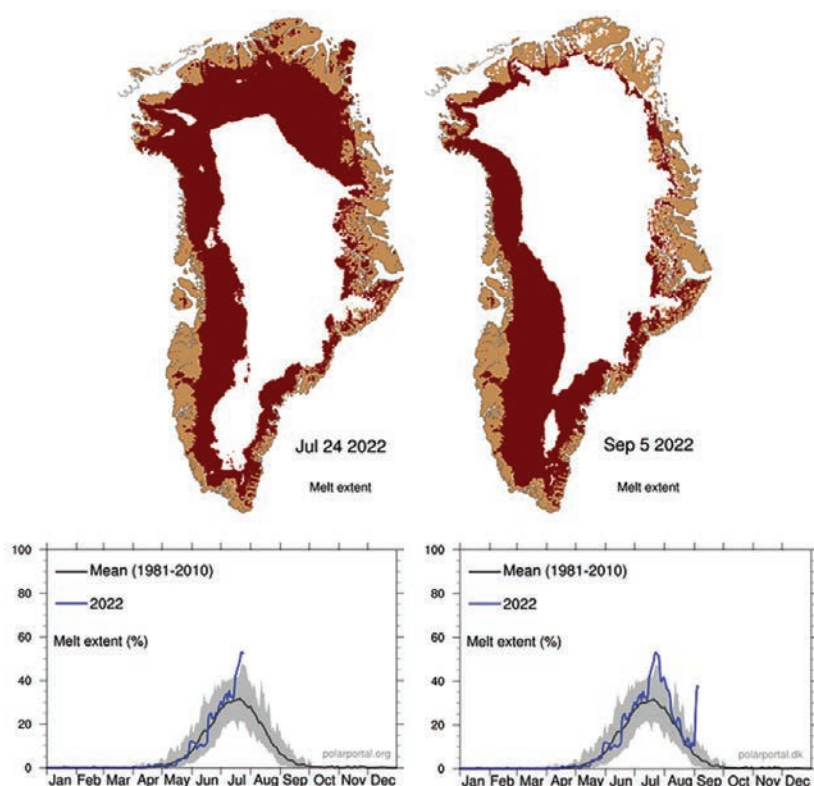 Jul 24 2022
Melt extent
Sep 5 2022
Melt extent
100
80
60
40
20
0
Mean (1981-2010)
2022
Melt extent (%)
polarportal.org
Jan Feb Mar Apr May Jun Jul Aug Sep Oct Nov Dec
100
80
60
40
20
0
Mean (1981-2010)
2022
Melt extent (%)
polarportal.dk
Jan Feb Mar Apr May Jun Jul Aug Sep Oct Nov Dec